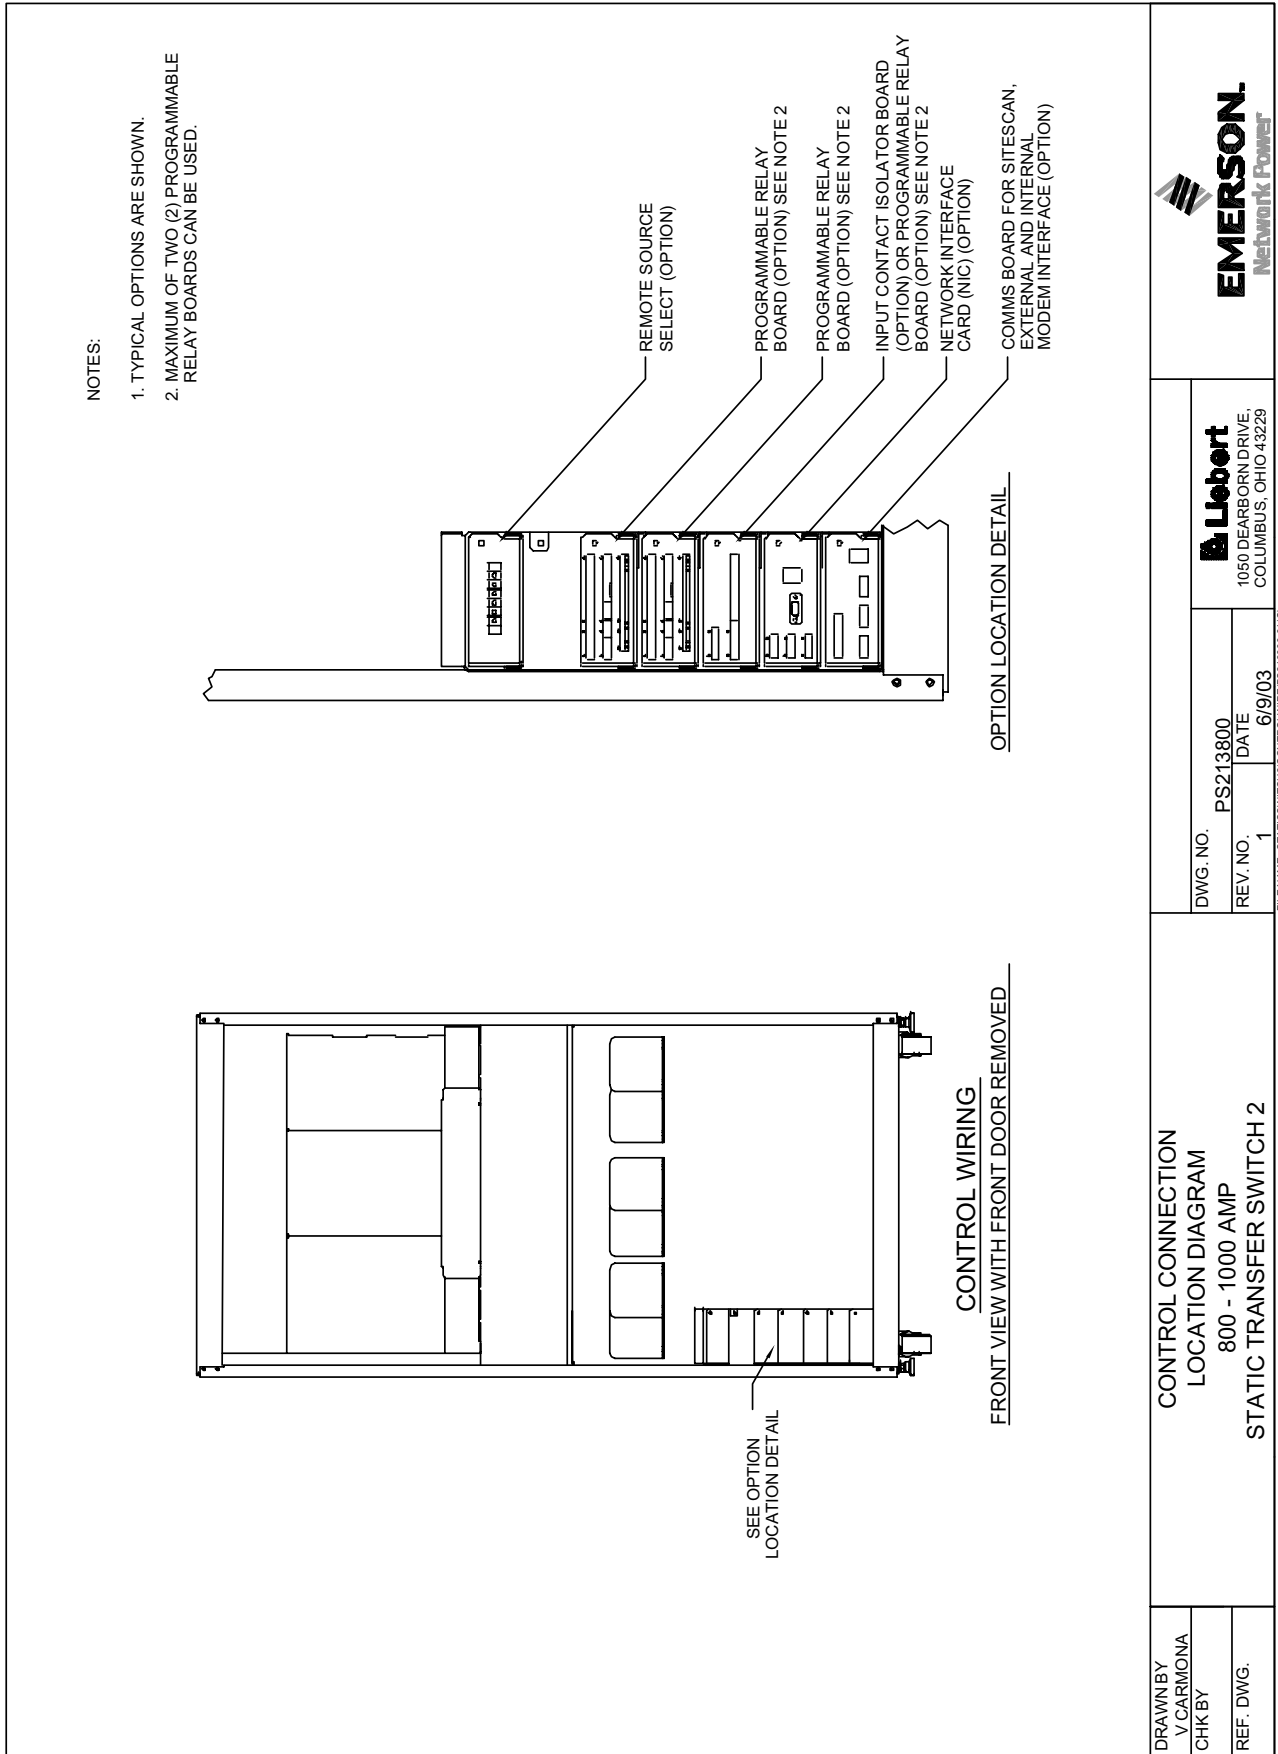 NOTES:
1. TYPICAL OPTIONS ARE SHOWN.
2. MAXIMUM OF TWO (2) PROGRAMMABLE
RELAY BOARDS CAN BE USED.
REMOTE SOURCE
SELECT (OPTION)
PROGRAMMABLE RELAY
BOARD (OPTION) SEE NOTE 2
PROGRAMMABLE RELAY
BOARD (OPTION) SEE NOTE 2
INPUT CONTACT ISOLATOR BOARD
(OPTION) OR PROGRAMMABLE RELAY
BOARD (OPTION) SEE NOTE 2
NETWORK INTERFACE
CARD (NIC) (OPTION)
COMMS BOARD FOR SITESCAN,
EXTERNAL AND INTERNAL
MODEM INTERFACE (OPTION)
OPTION LOCATION DETAIL
SEE OPTION
LOCATION DETAIL
CONTROL WIRING
FRONT VIEW WITH FRONT DOOR REMOVED
DRAWN BY
V CARMONA
CHK BY
REF. DWG.
CONTROL CONNECTION
LOCATION DIAGRAM
800 - 1000 AMP
STATIC TRANSFER SWITCH 2
DWG. NO.
PS213800
REV. NO.
1
DATE
6/9/03
Liebert
1050 DEARBORN DRIVE,
COLUMBUS, OHIO 43229
EMERSON.
Network Power